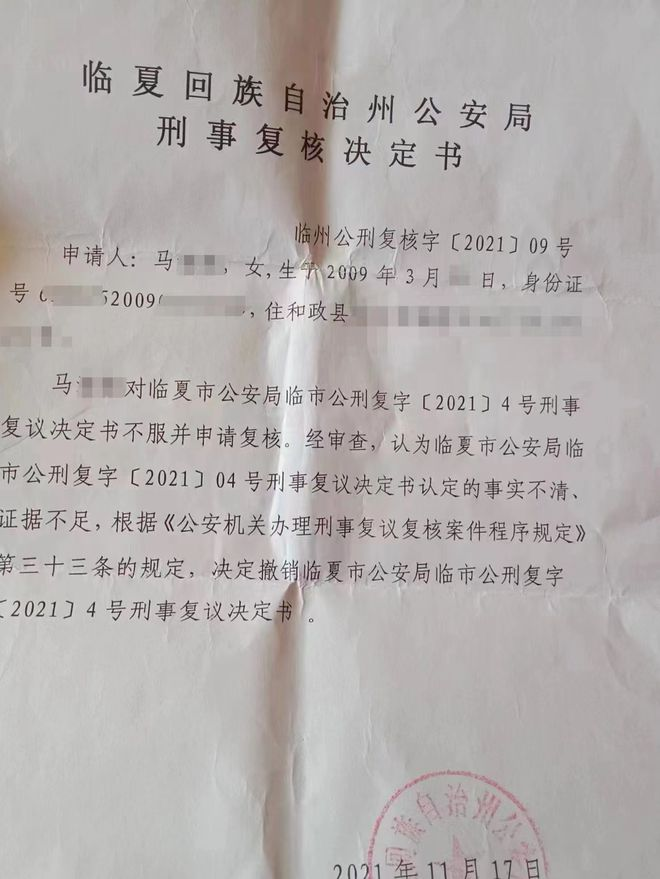 临夏回族自治州公安局
刑事复核决定书
临州公刑复核字〔2021〕09号
申请人：马，女,生于2009年3月日，身份证
号652009，住和政县
马对临夏市公安局临市公刑复字〔2021〕4号刑事
复议决定书不服并申请复核。经审查，认为临夏市公安局临
市公刑复字〔2021〕04号刑事复议决定书认定的事实不清、
证据不足，根据《公安机关办理刑事复议复核案件程序规定》
第三十三条的规定，决定撤销临夏市公安局临市公刑复字
〔2021〕4号刑事复议决定书。
回族自治州公安
2021年11月17日